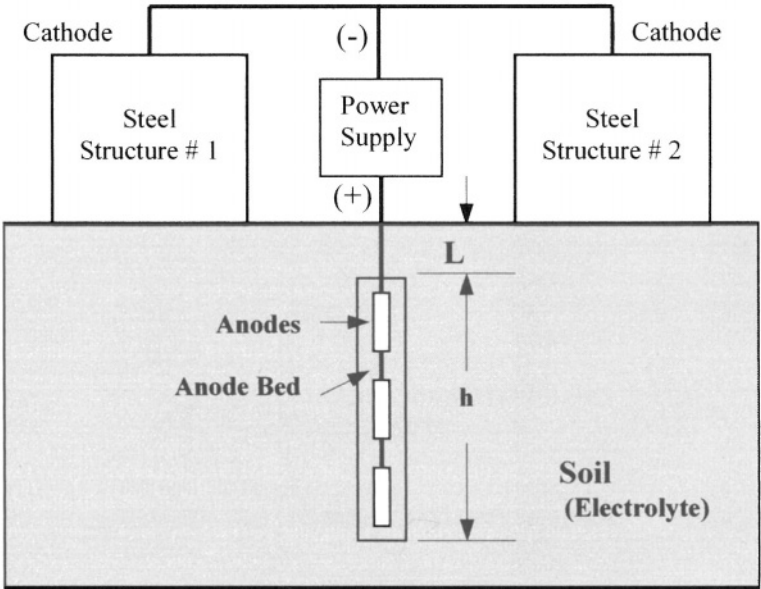 Cathode
(-)
Cathode
Steel
Structure # 1
Power
Supply
Steel
Structure # 2
(+)
L
Anodes
Anode Bed
h
Soil
(Electrolyte)